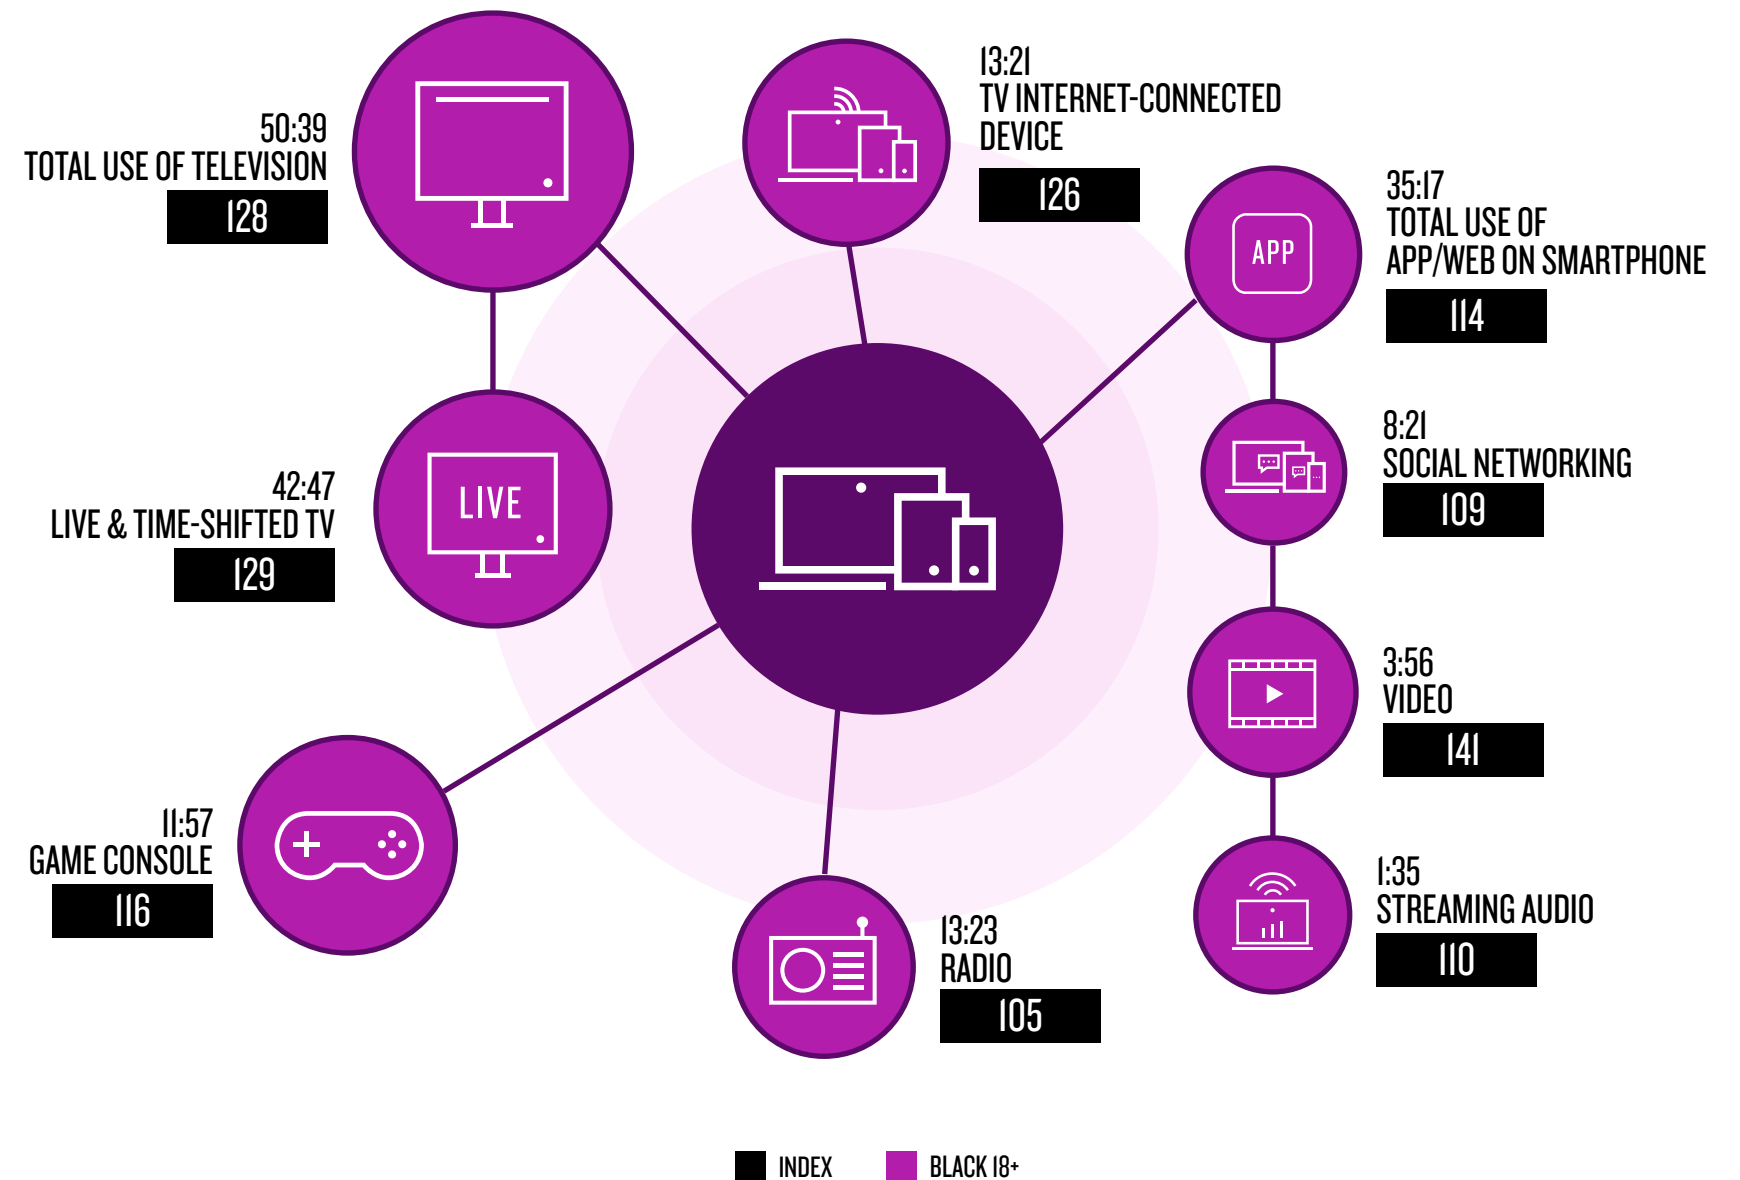 50:39
TOTAL USE OF TELEVISION
128
13:21
TV INTERNET-CONNECTED
DEVICE
126
35:17
TOTAL USE OF
APP/WEB ON SMARTPHONE
114
APP
42:47
LIVE & TIME-SHIFTED TV
129
LIVE
8:21
SOCIAL NETWORKING
109
3:56
VIDEO
141
11:57
GAME CONSOLE
116
13:23
RADIO
105
1:35
STREAMING AUDIO
110
INDEX
BLACK 18+